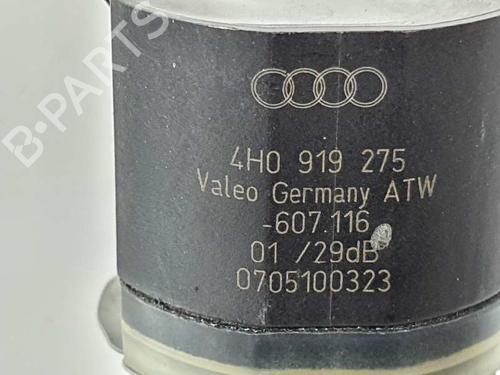 B-PARTS
4H0 919 275
Valeo Germany ATW
-607.116
01 /29dB
0705100323